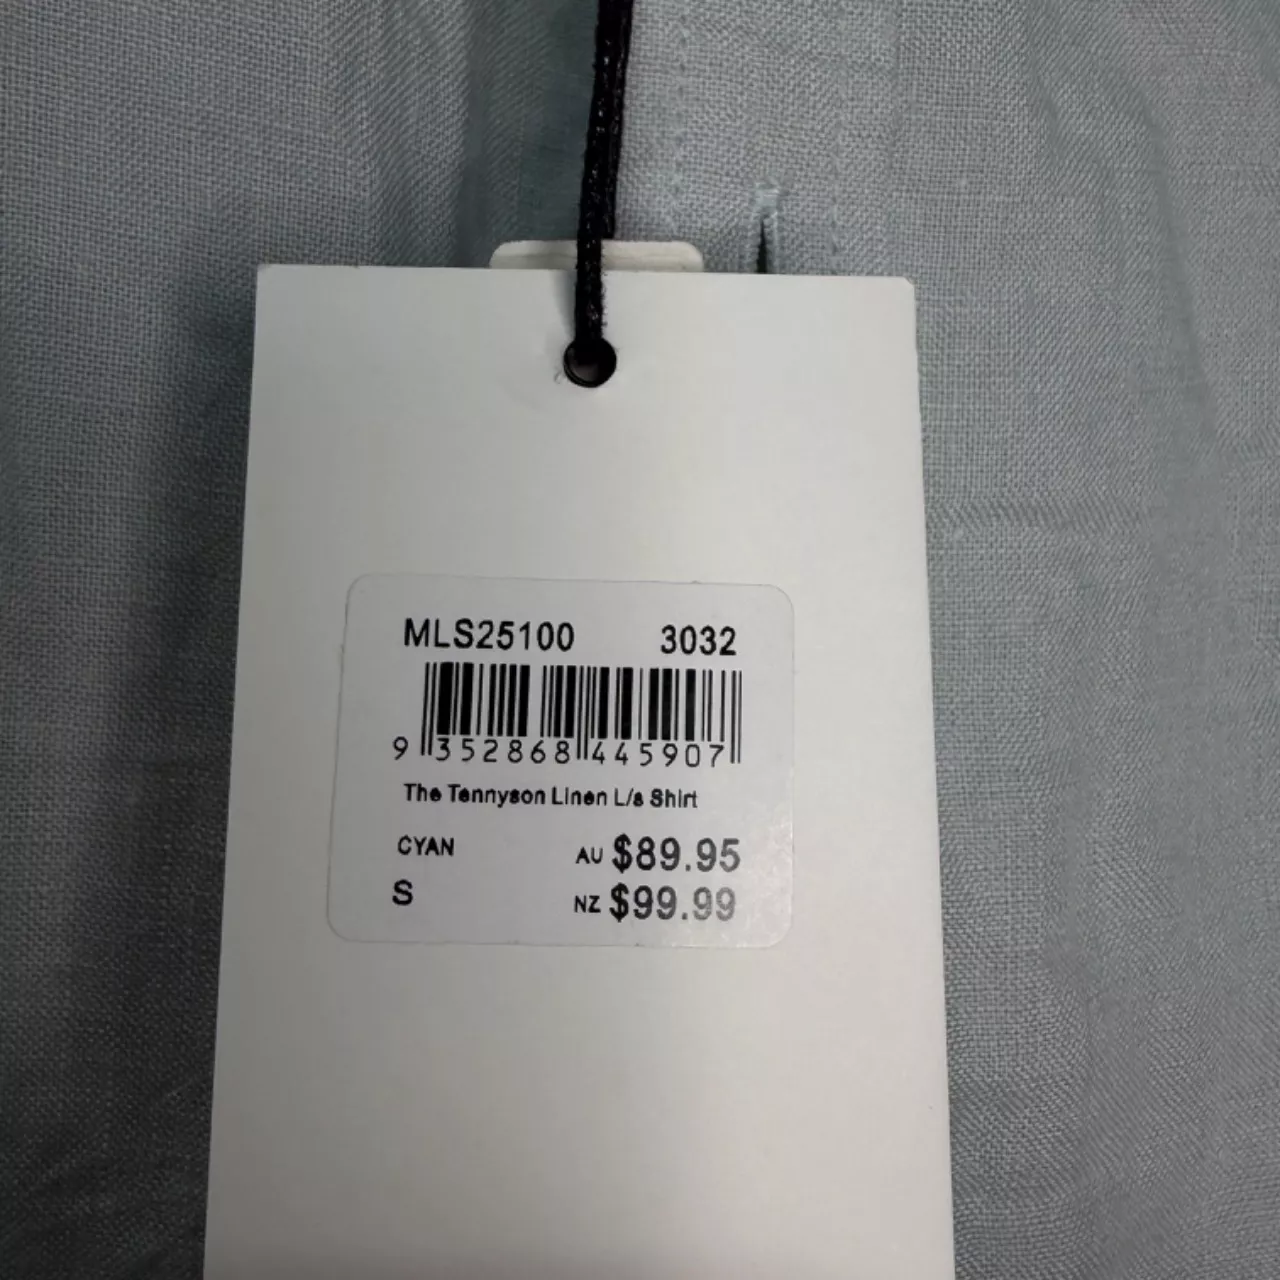 MLS25100 3032
9 352868 445907
The Tennyson Linen L/s Shirt
CYAN AU $89.95
S NZ $99.99